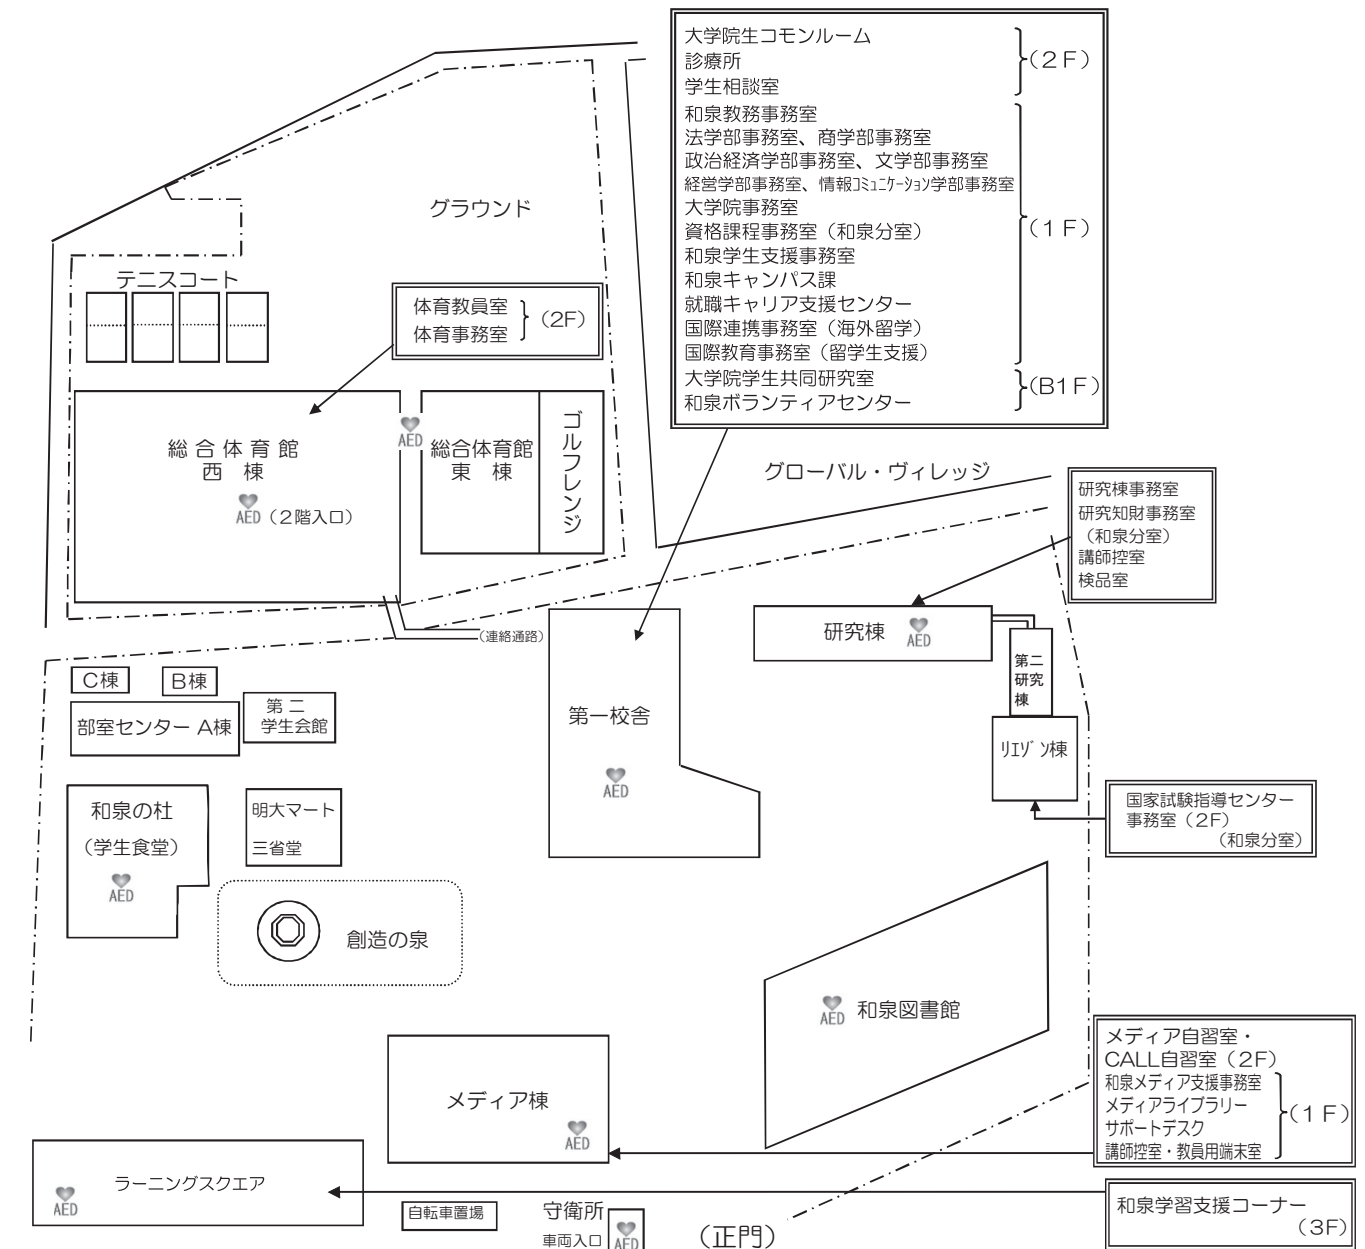 大学院生コモンルーム
診療所
学生相談室
(2F)
和泉教務事務室
法学部事務室、商学部事務室
政治経済学部事務室、文学部事務室
経営学部事務室、情報ｺﾐｭﾆｹｰｼｮﾝ学部事務室
大学院事務室
資格課程事務室（和泉分室）
和泉学生支援事務室
和泉キャンパス課
就職キャリア支援センター
国際連携事務室（海外留学）
国際教育事務室（留学生支援）
(1F)
大学院学生共同研究室
和泉ボランティアセンター
(B1F)
グラウンド
テニスコート
体育教員室
体育事務室
(2F)
総合体育館
西棟
AED（2階入口）
AED
総合体育館
東棟
ゴルフレンジ
グローバル・ヴィレッジ
研究棟事務室
研究知財事務室
（和泉分室）
講師控室
検品室
（連絡通路）
研究棟
AED
第二
研究
棟
ﾘｴｿﾞﾝ棟
C棟
B棟
部室センター A棟
第二
学生会館
第一校舎
AED
国家試験指導センター
事務室（2F）
（和泉分室）
和泉の杜
（学生食堂）
AED
明大マート
三省堂
創造の泉
AED
和泉図書館
メディア自習室・
CALL自習室（2F）
和泉メディア支援事務室
メディアライブラリー
サポートデスク
講師控室・教員用端末室
(1F)
メディア棟
AED
ラーニングスクエア
AED
和泉学習支援コーナー
（3F）
自転車置場
守衛所
車両入口
AED
（正門）